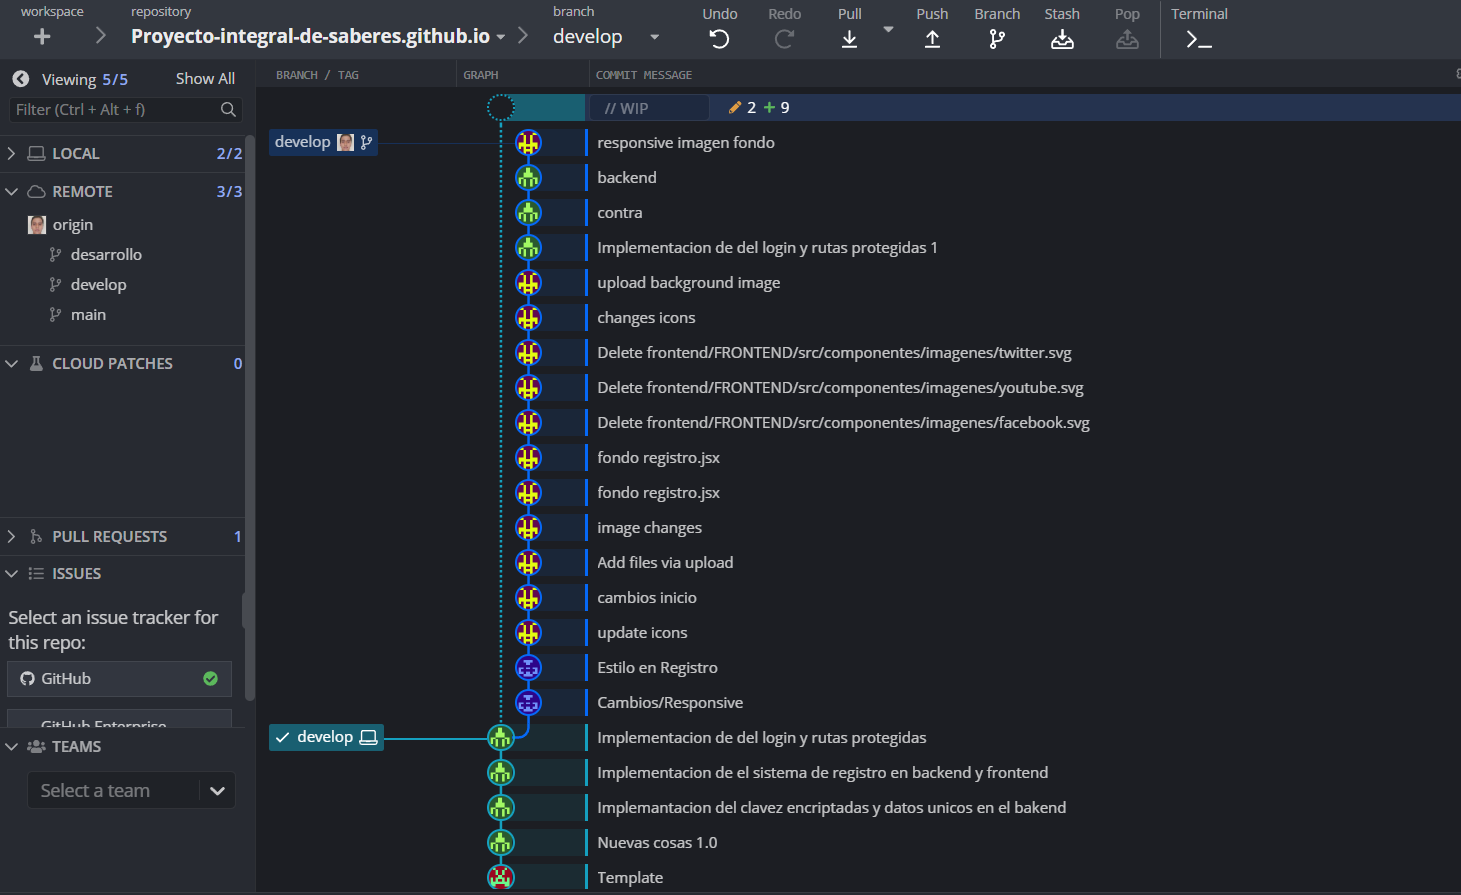 workspace
repository
Proyecto-integral-de-saberes.github.io
branch
develop
Undo
Redo
Pull
Push
Branch
Stash
Pop
Terminal
Viewing 5/5
Show All
Filter (Ctrl + Alt + f)
LOCAL 2/2
REMOTE 3/3
origin
desarrollo
develop
main
CLOUD PATCHES 0
PULL REQUESTS 1
ISSUES
Select an issue tracker for
this repo:
GitHub
GitHub Enterprise
TEAMS
Select a team
BRANCH / TAG
GRAPH
COMMIT MESSAGE
// WIP 2 + 9
develop
responsive imagen fondo
backend
contra
Implementacion de del login y rutas protegidas 1
upload background image
changes icons
Delete frontend/FRONTEND/src/componentes/imagenes/twitter.svg
Delete frontend/FRONTEND/src/componentes/imagenes/youtube.svg
Delete frontend/FRONTEND/src/componentes/imagenes/facebook.svg
fondo registro.jsx
fondo registro.jsx
image changes
Add files via upload
cambios inicio
update icons
Estilo en Registro
Cambios/Responsive
develop
Implementacion de del login y rutas protegidas
Implementacion de el sistema de registro en backend y frontend
Implemantacion del clavez encriptadas y datos unicos en el bakend
Nuevas cosas 1.0
Template